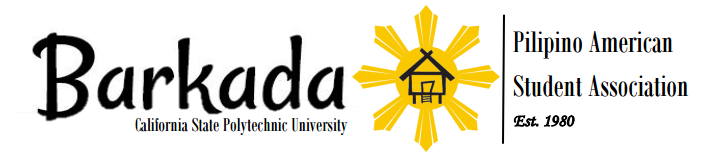 Barkada
California State Polytechnic University
Pilipino American
Student Association
Est. 1980